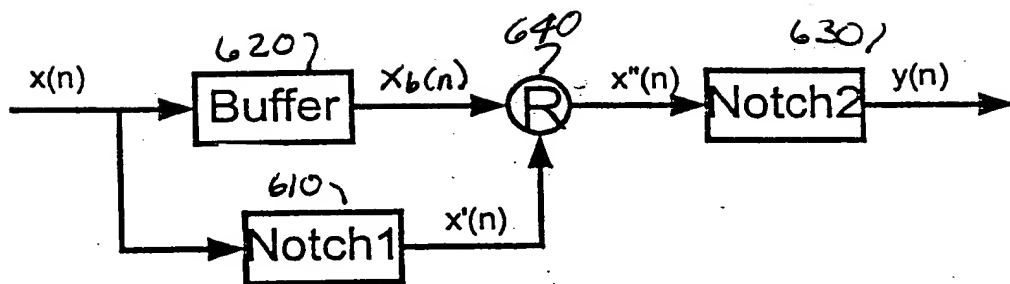 620
640
630
x(n)
Buffer
xb(n)
R
x"(n)
Notch2
y(n)
610
Notch1
x'(n)